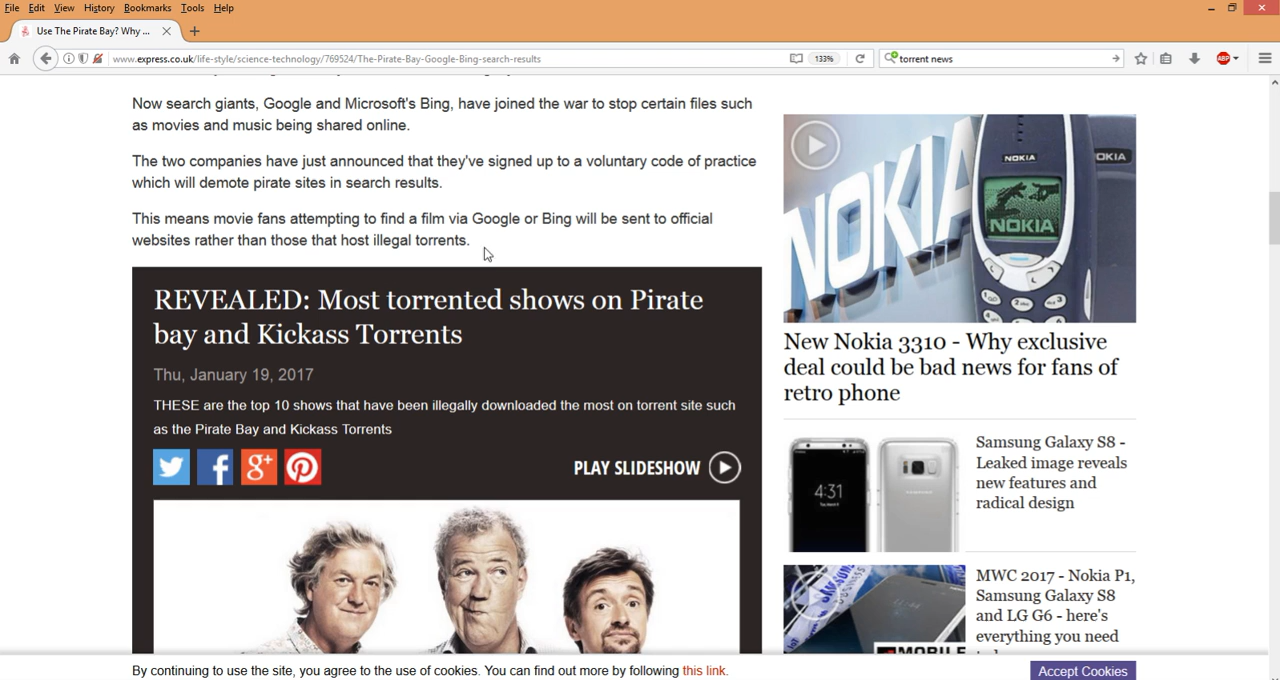 File Edit View History Bookmarks Tools Help
Use The Pirate Bay? Why ...
www.express.co.uk/life-style/science-technology/769524/The-Pirate-Bay-Google-Bing-search-results
133%
torrent news
ABP
Now search giants, Google and Microsoft's Bing, have joined the war to stop certain files such
as movies and music being shared online.
The two companies have just announced that they've signed up to a voluntary code of practice
which will demote pirate sites in search results.
This means movie fans attempting to find a film via Google or Bing will be sent to official
websites rather than those that host illegal torrents.
REVEALED: Most torrented shows on Pirate
bay and Kickass Torrents
Thu, January 19, 2017
THESE are the top 10 shows that have been illegally downloaded the most on torrent site such
as the Pirate Bay and Kickass Torrents
PLAY SLIDESHOW
NOKIA
NOKIA
NOKIA
OKIA
New Nokia 3310 - Why exclusive
deal could be bad news for fans of
retro phone
4:31
Samsung Galaxy S8 -
Leaked image reveals
new features and
radical design
MOBILE
MWC 2017 - Nokia P1,
Samsung Galaxy S8
and LG G6 - here's
everything you need
By continuing to use the site, you agree to the use of cookies. You can find out more by following this link.
Accept Cookies